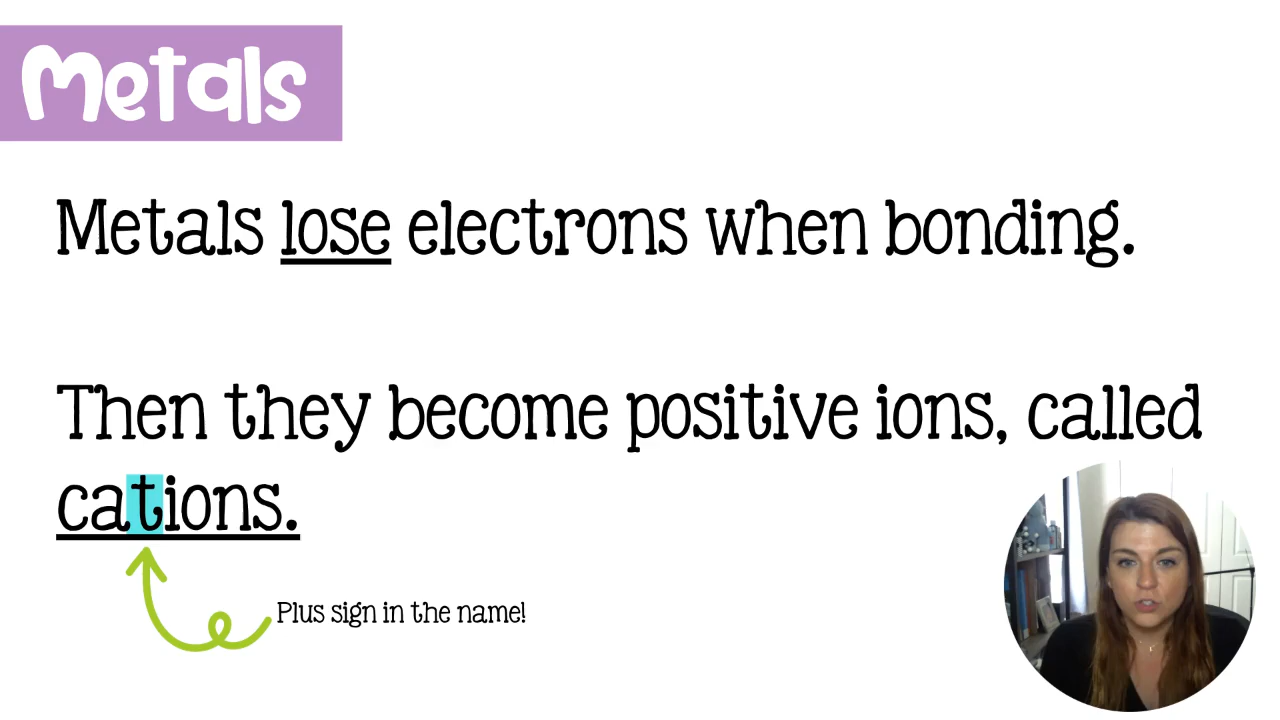 Metals
Metals lose electrons when bonding.
Then they become positive ions, called
cations.
Plus sign in the name!